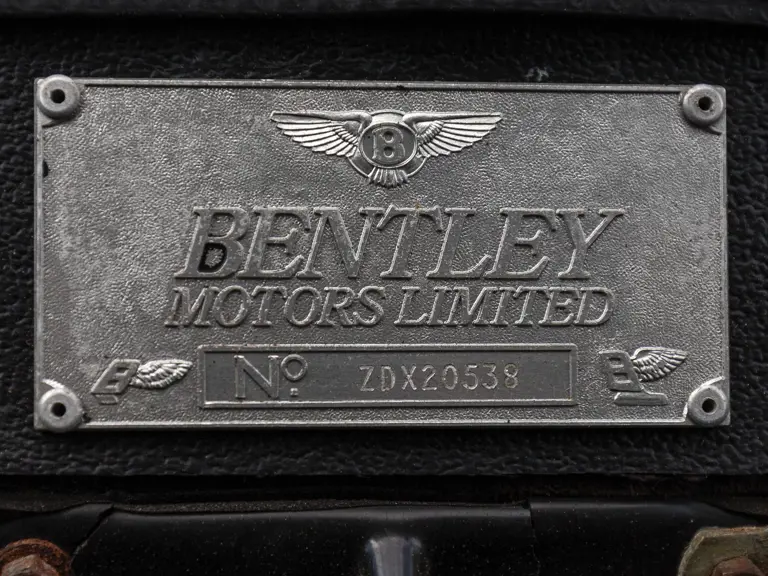 B
BENTLEY
MOTORS LIMITED
B Nº ZDX20538 B